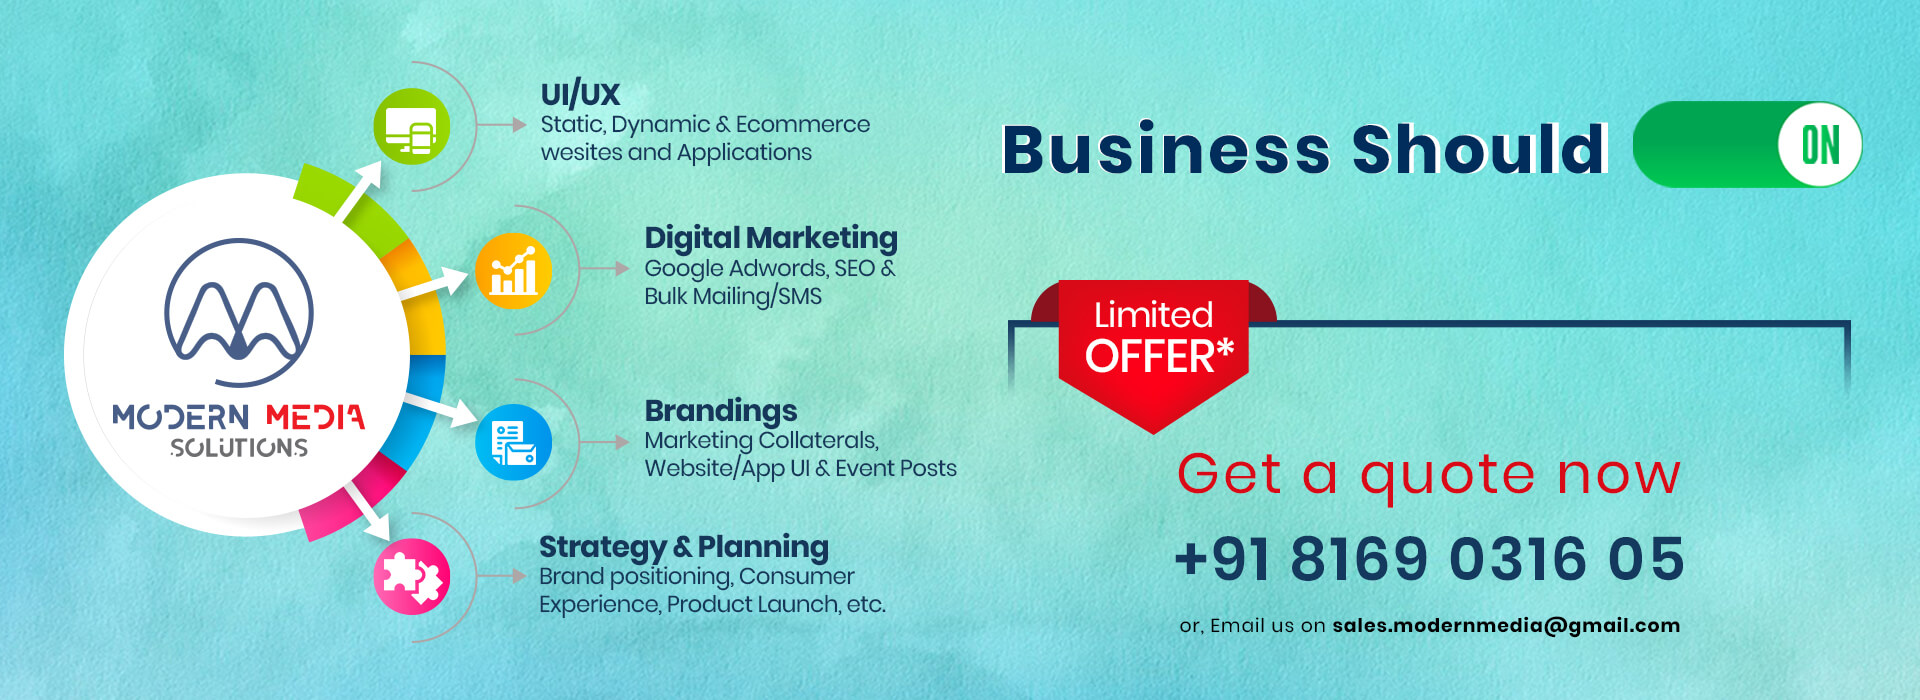 MODERN MEDIA
SOLUTIONS
UI/UX
Static, Dynamic & Ecommerce
wesites and Applications
Digital Marketing
Google Adwords, SEO &
Bulk Mailing/SMS
Brandings
Marketing Collaterals,
Website/App UI & Event Posts
Strategy & Planning
Brand positioning, Consumer
Experience, Product Launch, etc.
Business Should ON
Limited
OFFER*
Get a quote now
+91 8169 0316 05
or, Email us on sales.modernmedia@gmail.com